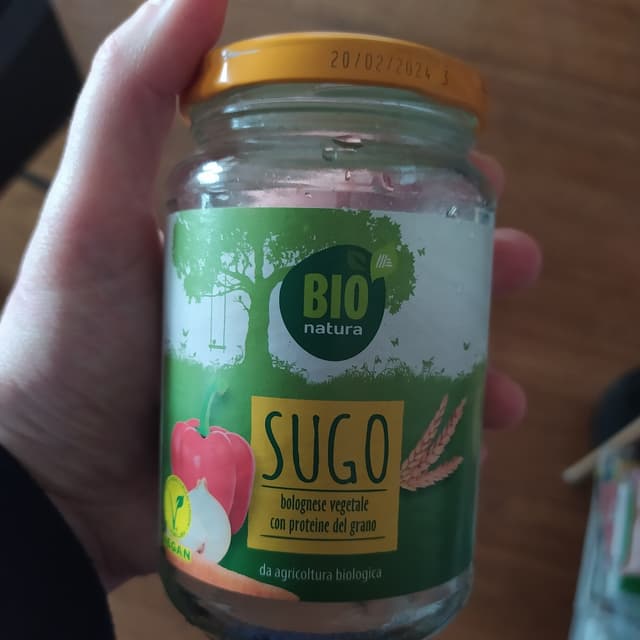 20/02/2024 3
BIO
natura
SUGO
bolognese vegetale
con proteine del grano
VEGAN
da agricoltura biologica